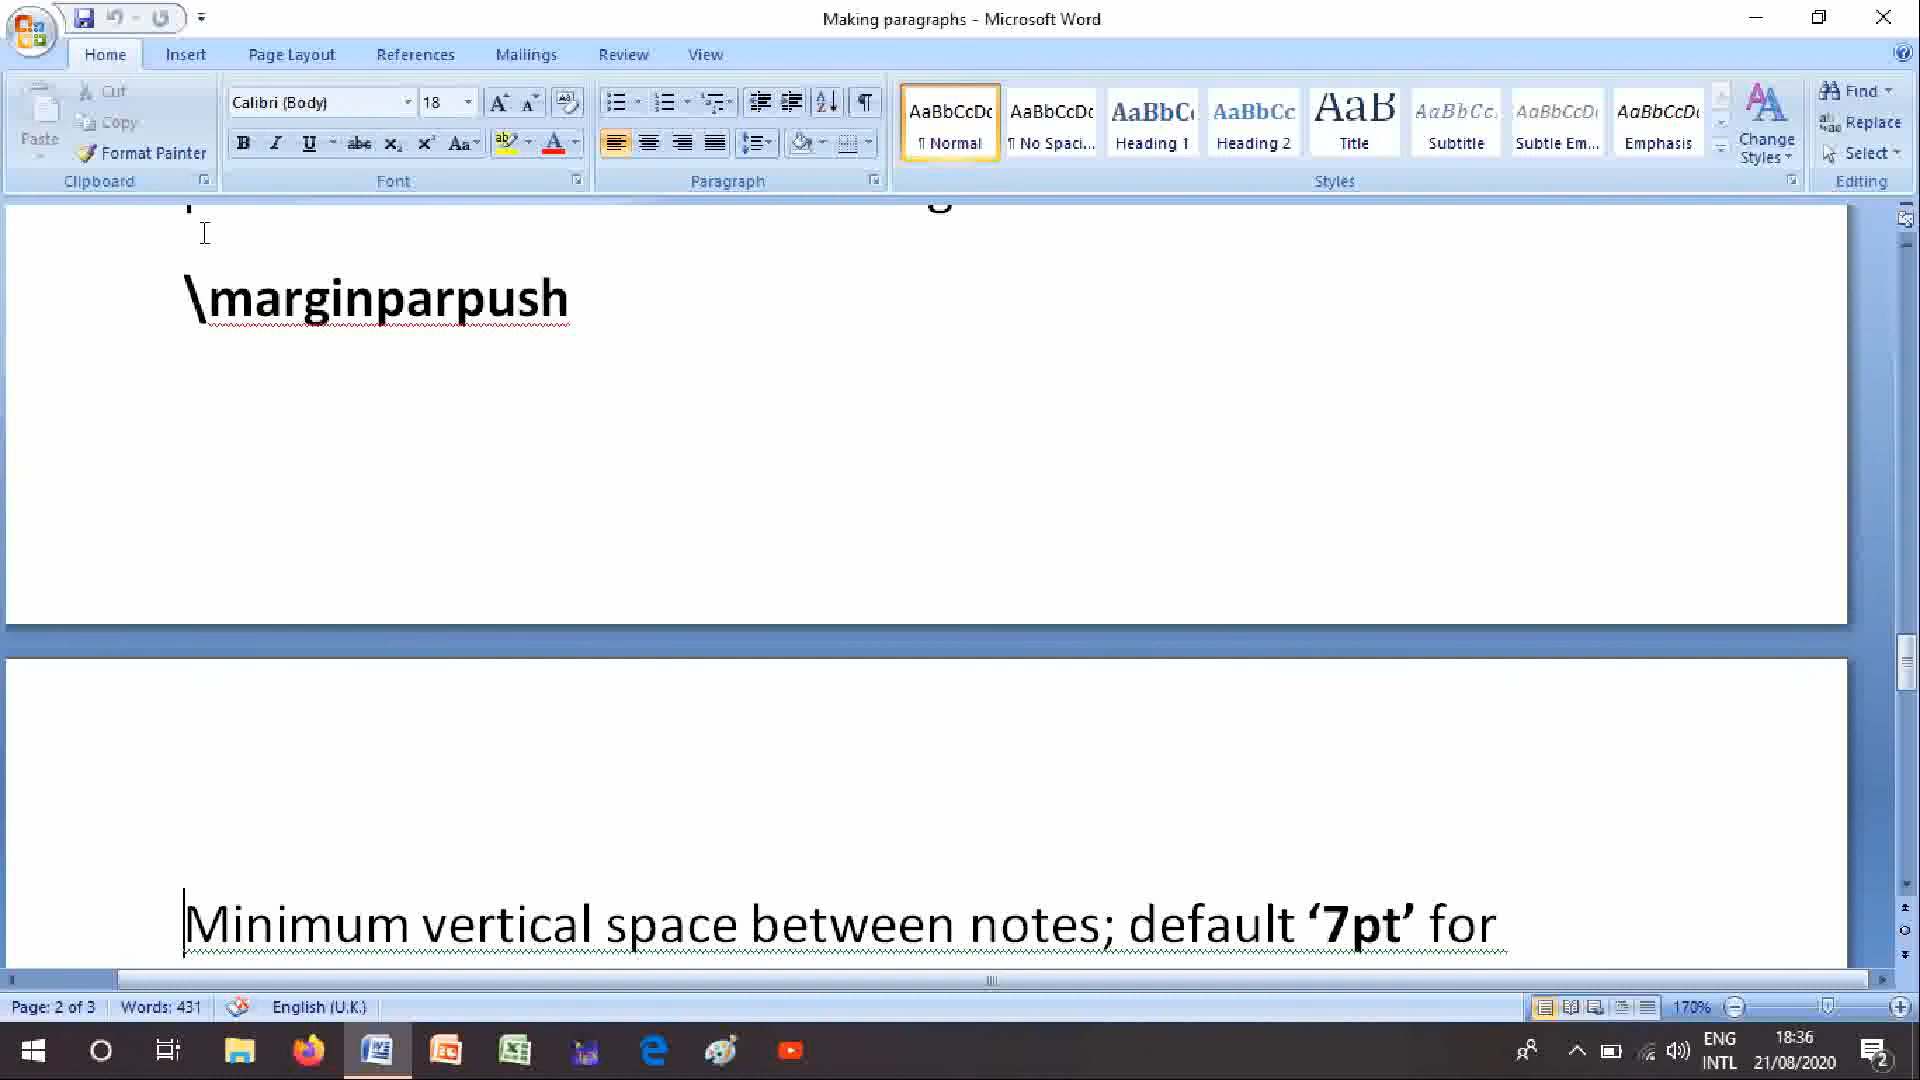 Making paragraphs - Microsoft Word
Home Insert Page Layout References Mailings Review View
Paste
Cut
Copy
Format Painter
Clipboard
Calibri (Body) 18
Font
Paragraph
AaBbCcDc AaBbCcDc AaBbC AaBbCc AaB AaBbCc. AaBbCcDi AaBbCcDi
¶ Normal ¶ No Spaci... Heading 1 Heading 2 Title Subtitle Subtle Em... Emphasis
Change Styles
Styles
Find
Replace
Select
Editing
\marginparpush
Minimum vertical space between notes; default ‘7pt’ for
Page: 2 of 3 Words: 431 English (U.K.) 170%
ENG
INTL
18:36
21/08/2020
2